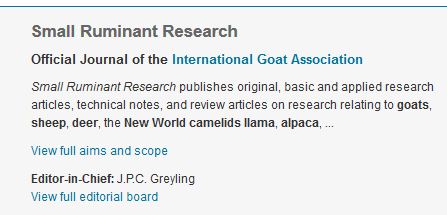 Small Ruminant Research
Official Journal of the International Goat Association
Small Ruminant Research publishes original, basic and applied research
articles, technical notes, and review articles on research relating to goats,
sheep, deer, the New World camelids llama, alpaca, ...
View full aims and scope
Editor-in-Chief: J.P.C. Greyling
View full editorial board